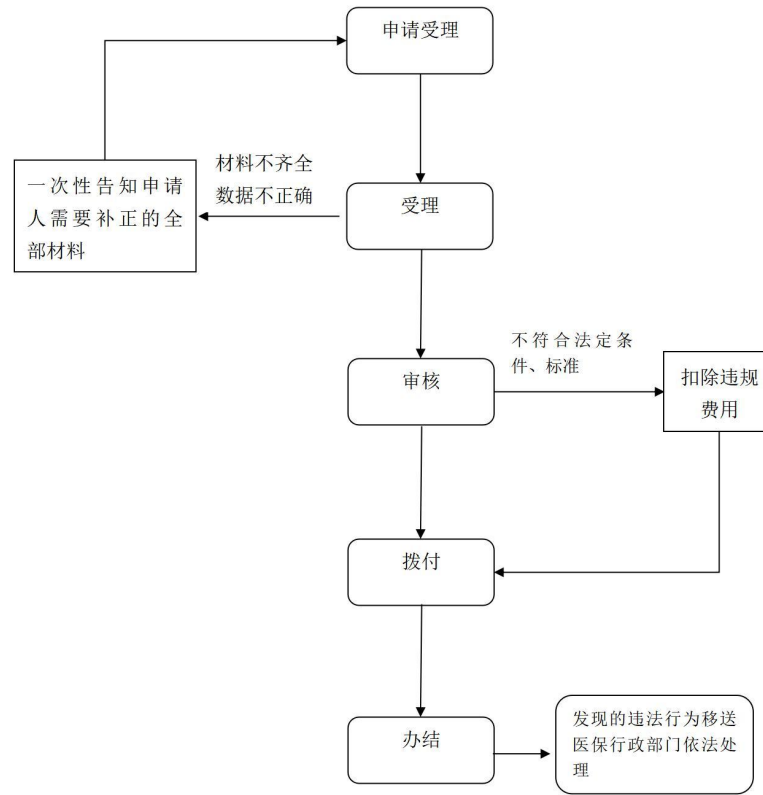 申请受理
材料不齐全
数据不正确
一次性告知申请
人需要补正的全
部材料
受理
不符合法定条
件、标准
审核
扣除违规
费用
拨付
办结
发现的违法行为移送
医保行政部门依法处
理